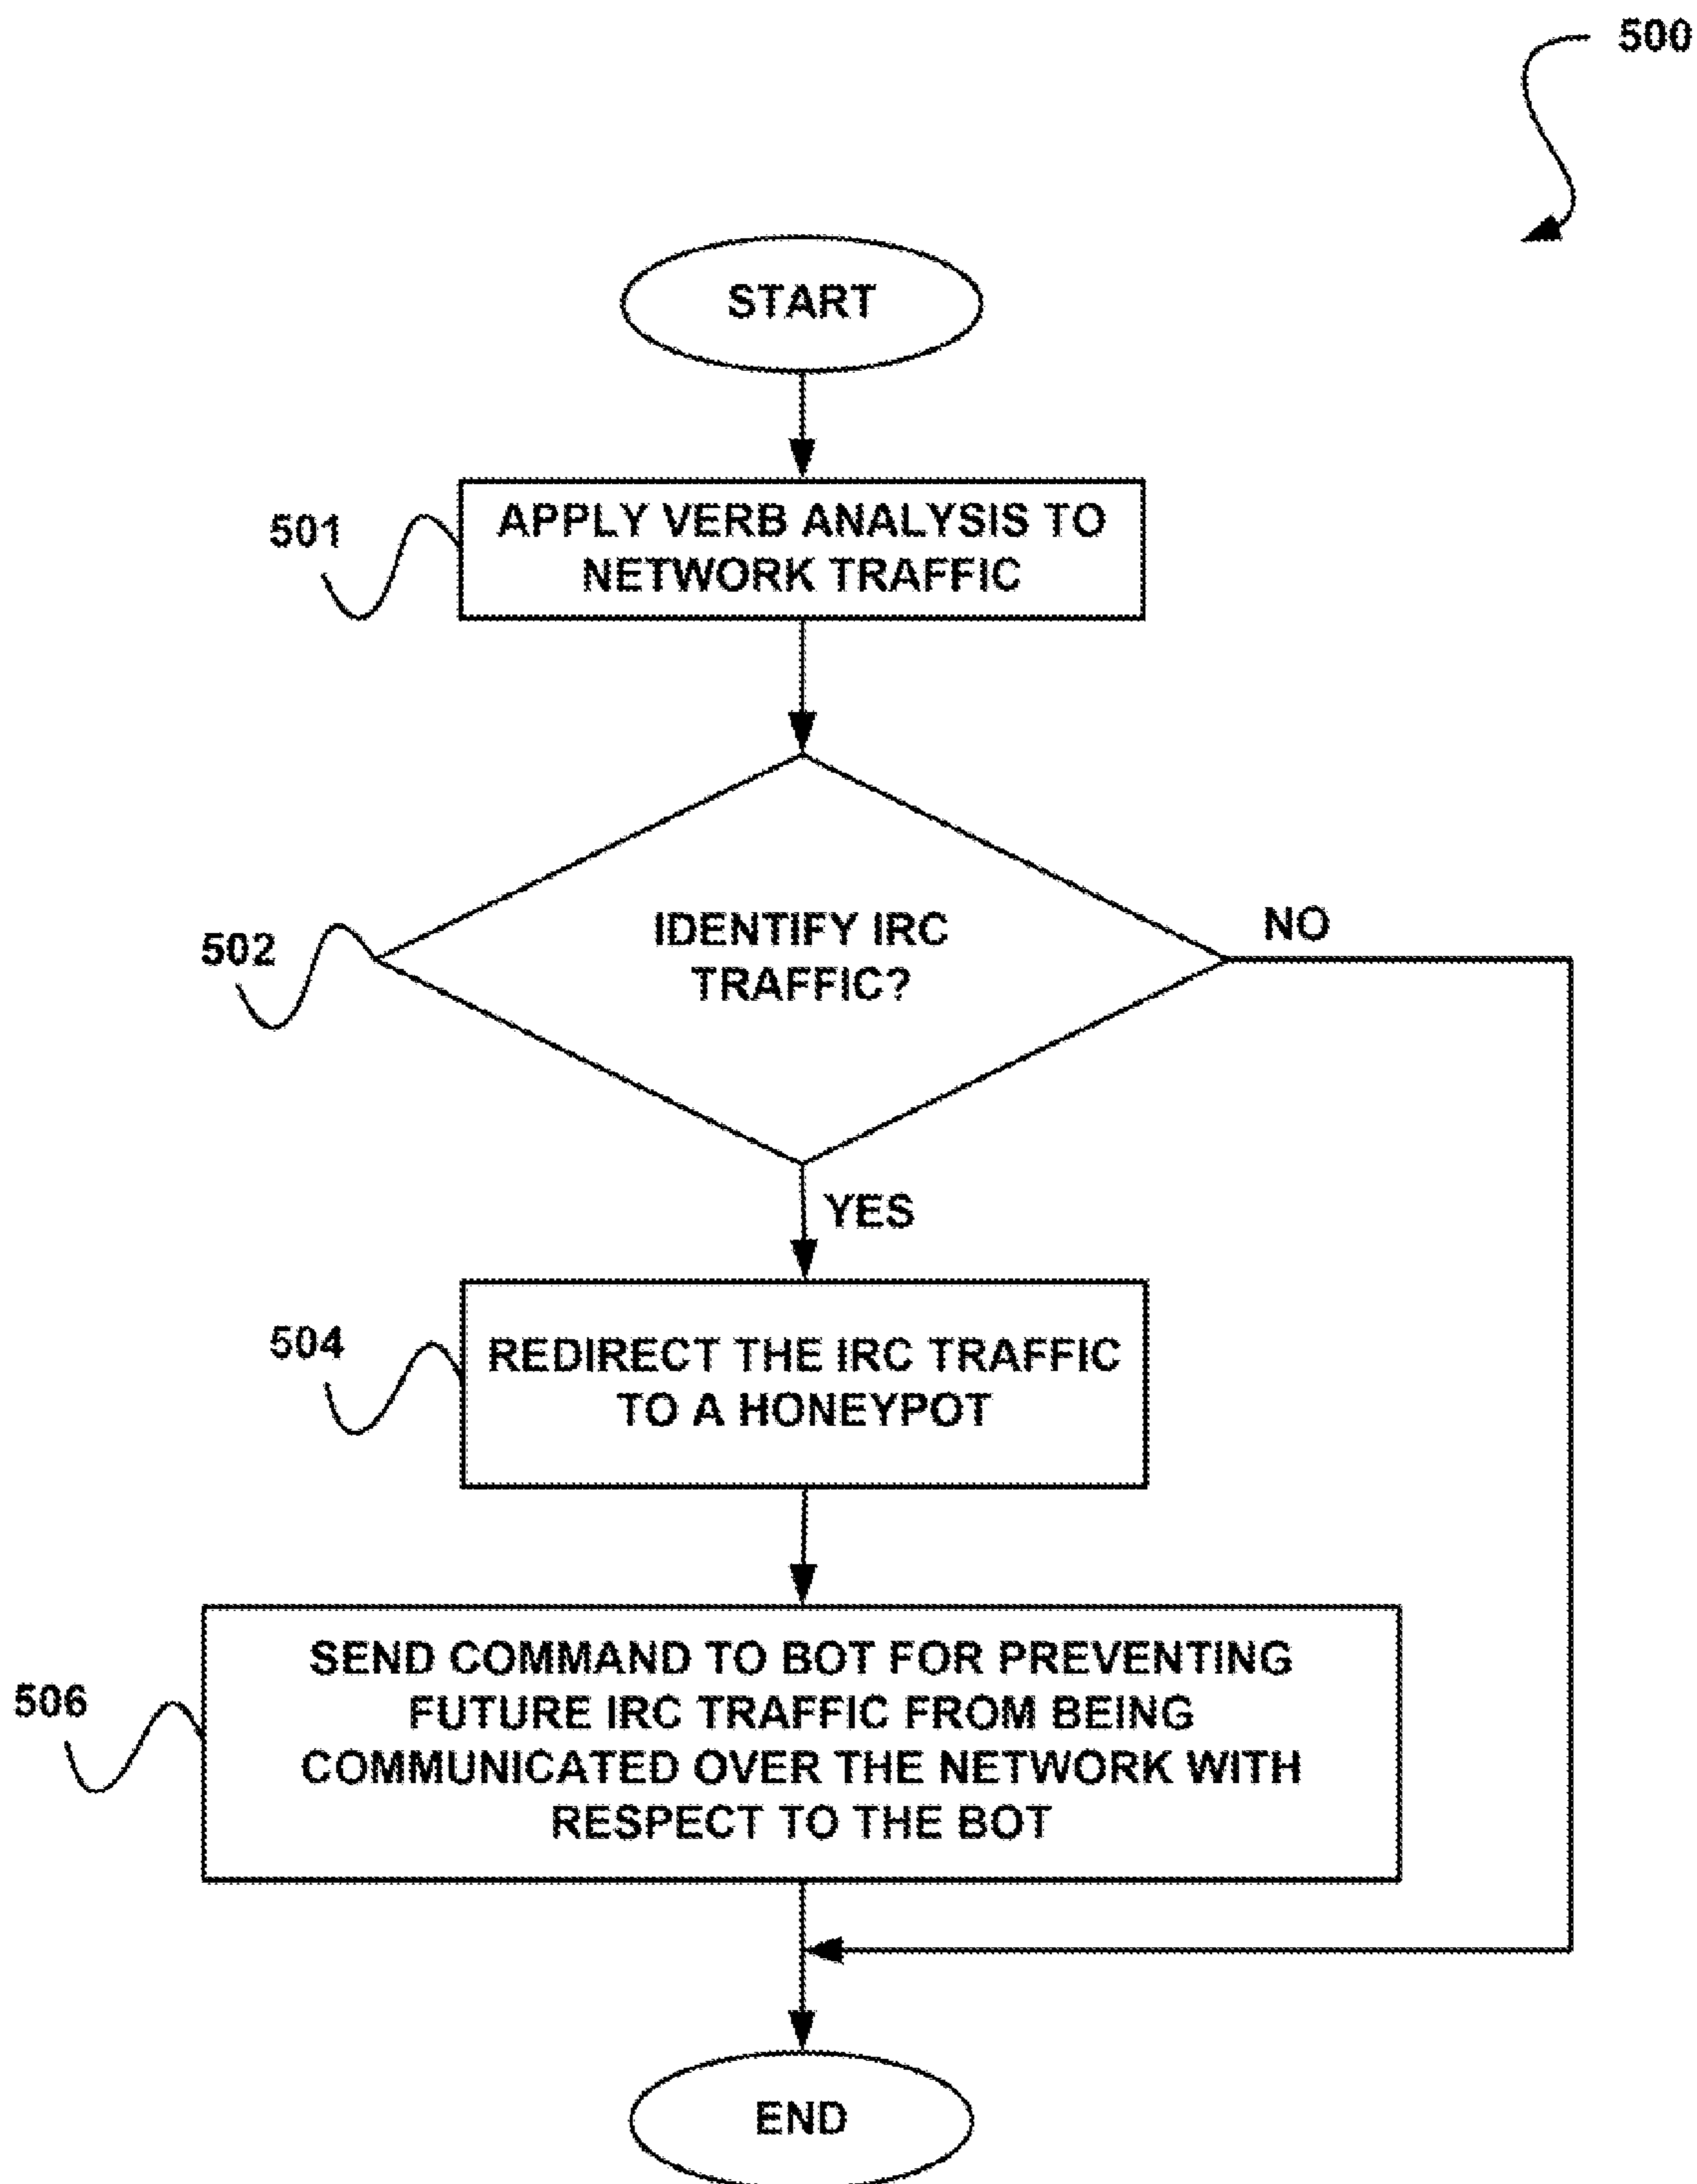 500
START
501
APPLY VERB ANALYSIS TO
NETWORK TRAFFIC
502
IDENTIFY IRC
TRAFFIC?
NO
YES
504
REDIRECT THE IRC TRAFFIC
TO A HONEYPOT
506
SEND COMMAND TO BOT FOR PREVENTING
FUTURE IRC TRAFFIC FROM BEING
COMMUNICATED OVER THE NETWORK WITH
RESPECT TO THE BOT
END